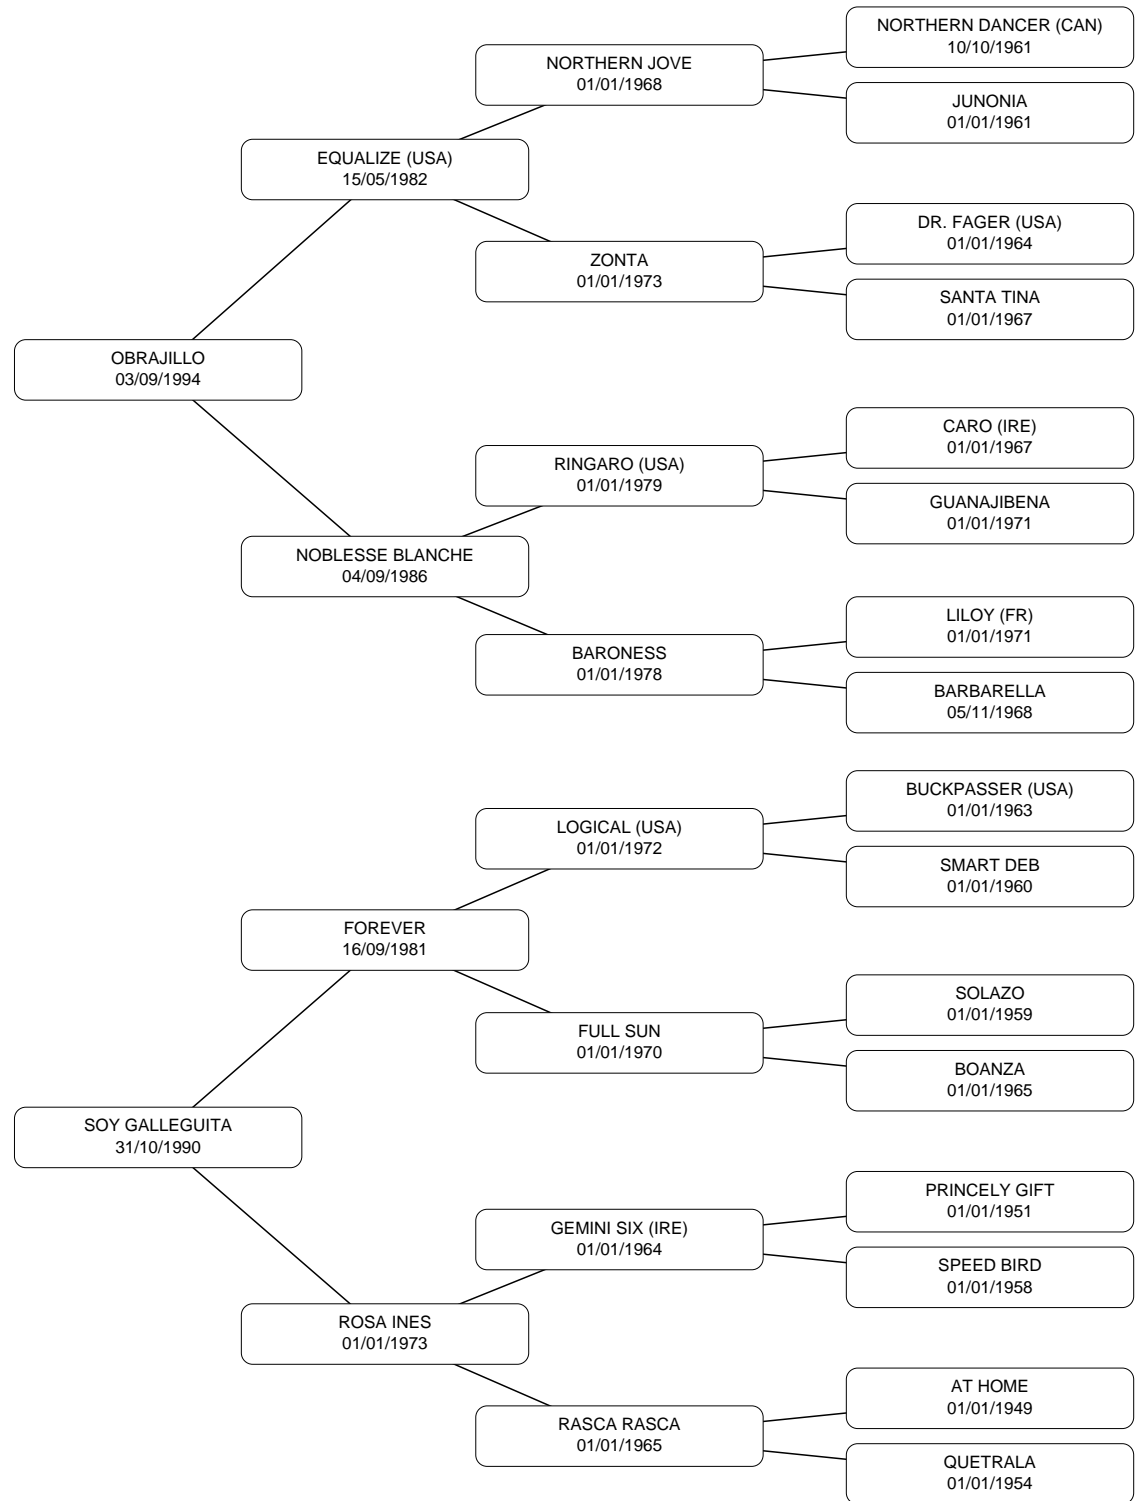 NORTHERN DANCER (CAN)
10/10/1961
NORTHERN JOVE
01/01/1968
JUNONIA
01/01/1961
EQUALIZE (USA)
15/05/1982
DR. FAGER (USA)
01/01/1964
ZONTA
01/01/1973
SANTA TINA
01/01/1967
OBRAJILLO
03/09/1994
CARO (IRE)
01/01/1967
RINGARO (USA)
01/01/1979
GUANAJIBENA
01/01/1971
NOBLESSE BLANCHE
04/09/1986
LILOY (FR)
01/01/1971
BARONESS
01/01/1978
BARBARELLA
05/11/1968
BUCKPASSER (USA)
01/01/1963
LOGICAL (USA)
01/01/1972
SMART DEB
01/01/1960
FOREVER
16/09/1981
SOLAZO
01/01/1959
FULL SUN
01/01/1970
BOANZA
01/01/1965
SOY GALLEGUITA
31/10/1990
PRINCELY GIFT
01/01/1951
GEMINI SIX (IRE)
01/01/1964
SPEED BIRD
01/01/1958
ROSA INES
01/01/1973
AT HOME
01/01/1949
RASCA RASCA
01/01/1965
QUETRALA
01/01/1954